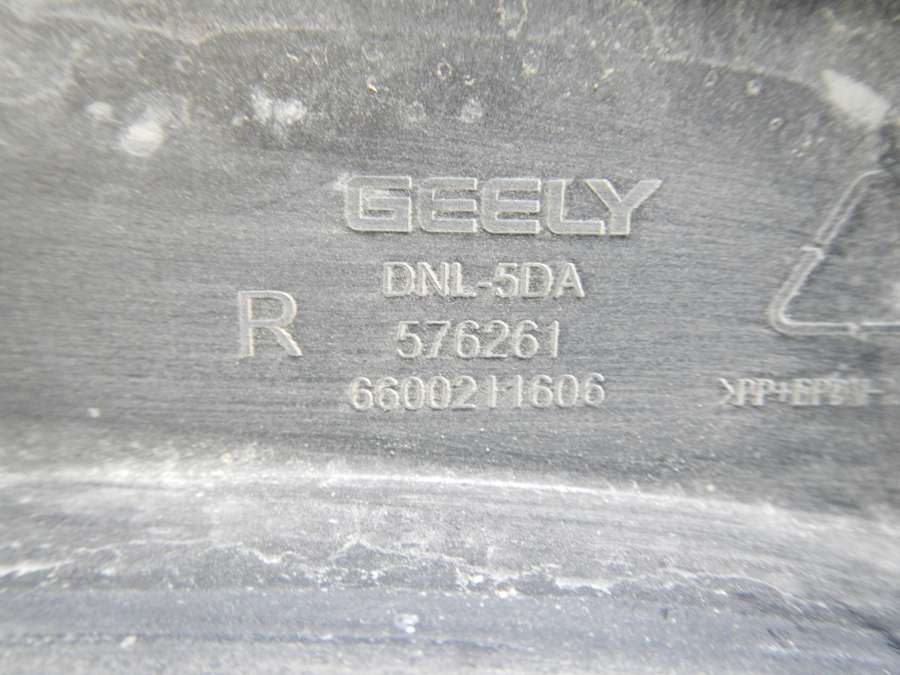 GEELY
DNL-5DA
R
576261
6600211606